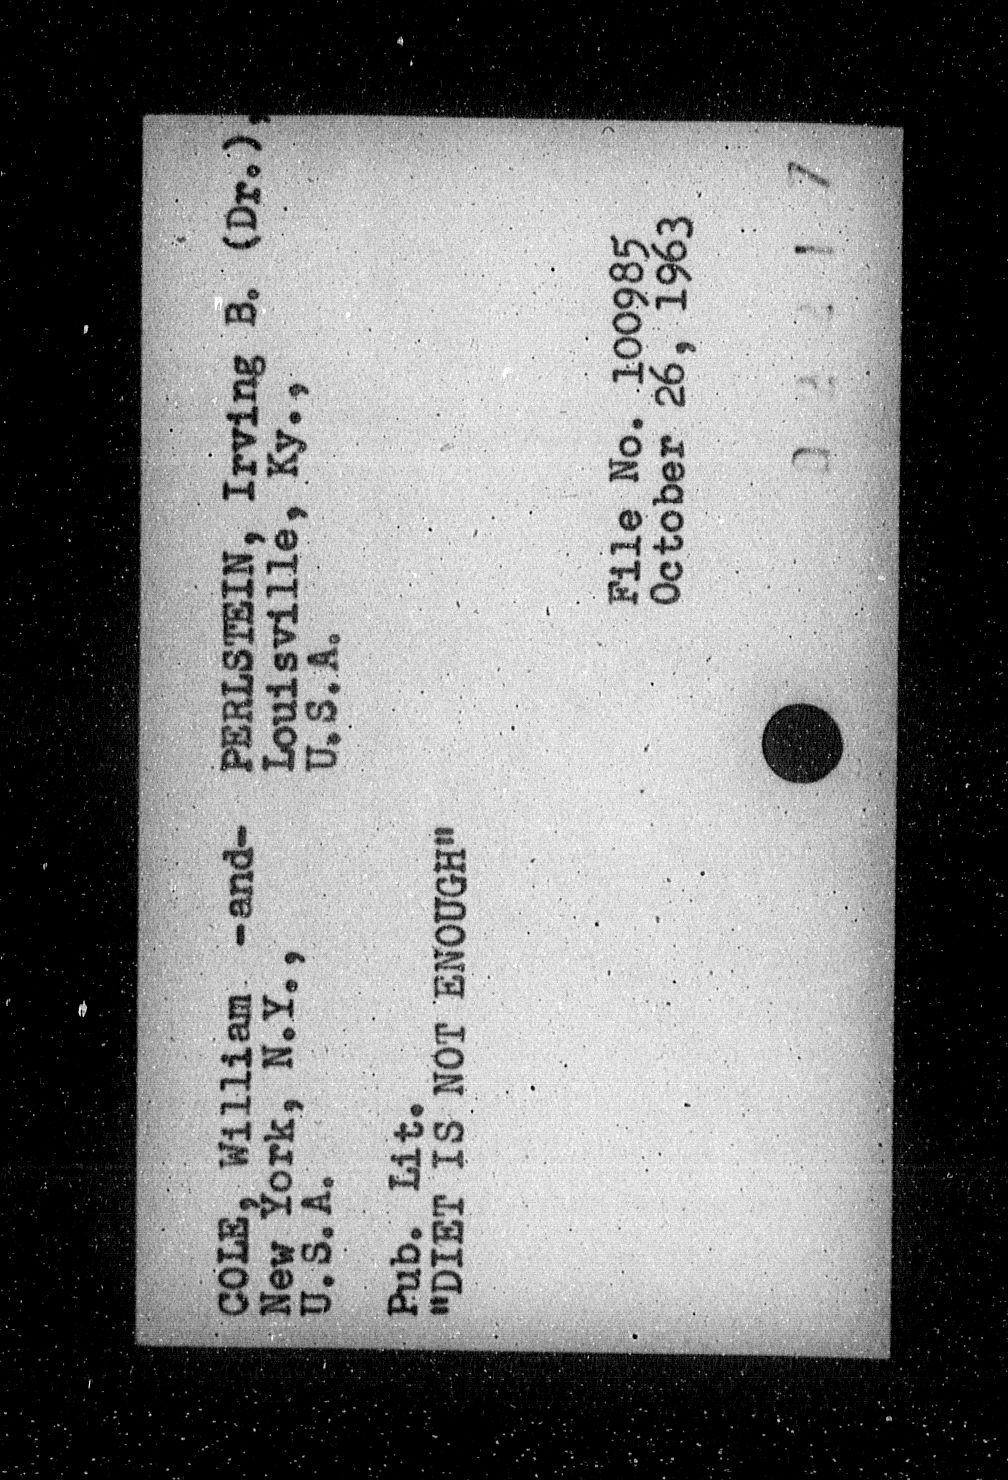 COLE, William -and- PERLSTEIN, Irving B. (Dr.),
New York, N.Y., Louisville, Ky.,
U.S.A. U.S.A.
Pub. Lit.
"DIET IS NOT ENOUGH"
File No. 100985
October 26, 1963